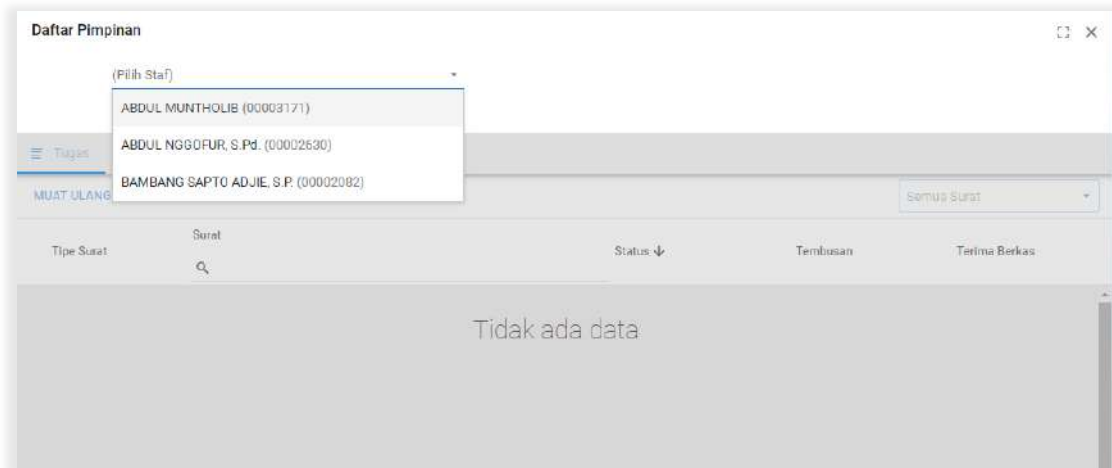 Daftar Pimpinan
(Pilih Staf)
ABDUL MUNTHOLIB (00003171)
ABDUL NGGOFUR, S.Pd. (00002630)
BAMBANG SAPTO ADJIE, S.P. (00002082)
Tugas
MUAT ULANG
Semua Surat
Tipe Surat
Surat
Status
Tembusan
Terima Berkas
Tidak ada data